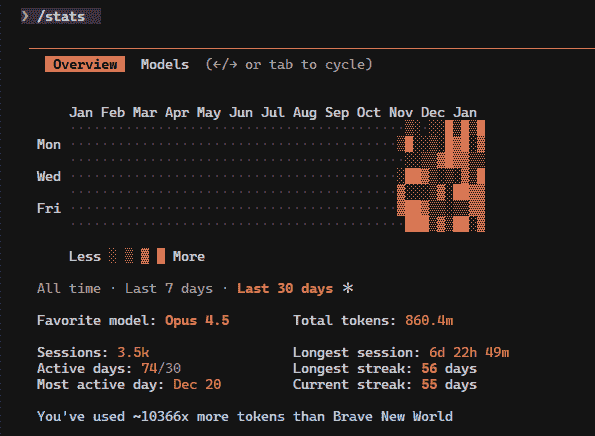 ❯ /stats
Overview Models (←/→ or tab to cycle)
Jan Feb Mar Apr May Jun Jul Aug Sep Oct Nov Dec Jan
Mon
Wed
Fri
Less ░ ▒ ▓ █ More
All time · Last 7 days · Last 30 days
Favorite model: Opus 4.5 Total tokens: 860.4m
Sessions: 3.5k Longest session: 6d 22h 49m
Active days: 74/30 Longest streak: 56 days
Most active day: Dec 20 Current streak: 55 days
You've used ~10366x more tokens than Brave New World